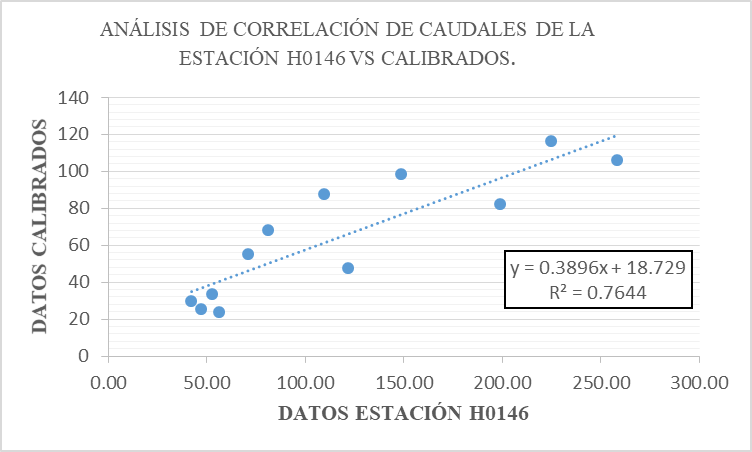 ANÁLISIS DE CORRELACIÓN DE CAUDALES DE LA
ESTACIÓN H0146 VS CALIBRADOS.
DATOS CALIBRADOS
140
120
100
80
60
40
20
0
y = 0.3896x + 18.729
R² = 0.7644
0.00 50.00 100.00 150.00 200.00 250.00 300.00
DATOS ESTACIÓN H0146